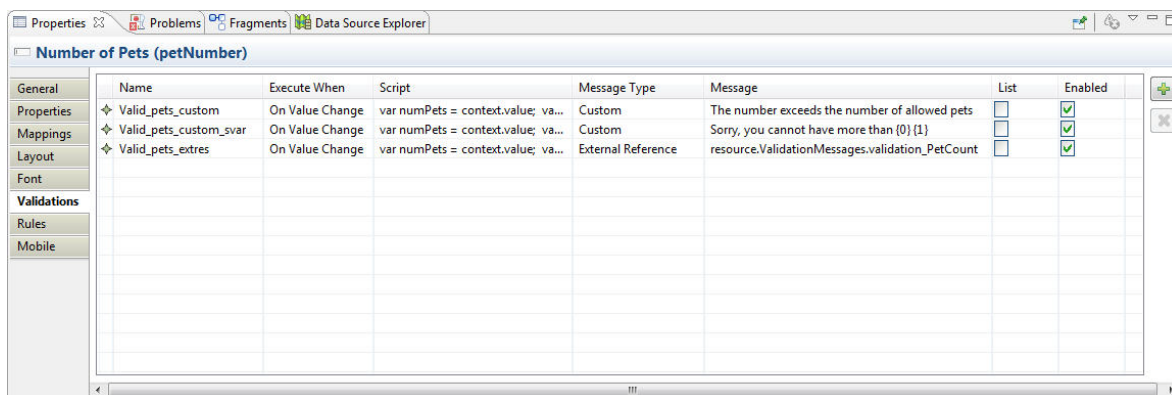 Properties Problems Fragments Data Source Explorer
Number of Pets (petNumber)
General
Properties
Mappings
Layout
Font
Validations
Rules
Mobile
Name Execute When Script Message Type Message List Enabled
Valid_pets_custom On Value Change var numPets = context.value; va... Custom The number exceeds the number of allowed pets
Valid_pets_custom_svar On Value Change var numPets = context.value; va... Custom Sorry, you cannot have more than {0} {1}
Valid_pets_extres On Value Change var numPets = context.value; va... External Reference resource.ValidationMessages.validation_PetCount